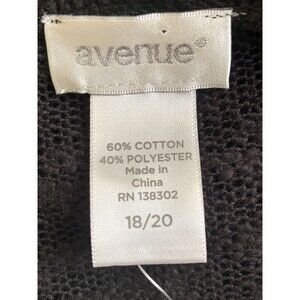 avenue®
60% COTTON
40% POLYESTER
Made in
China
RN 138302
18/20